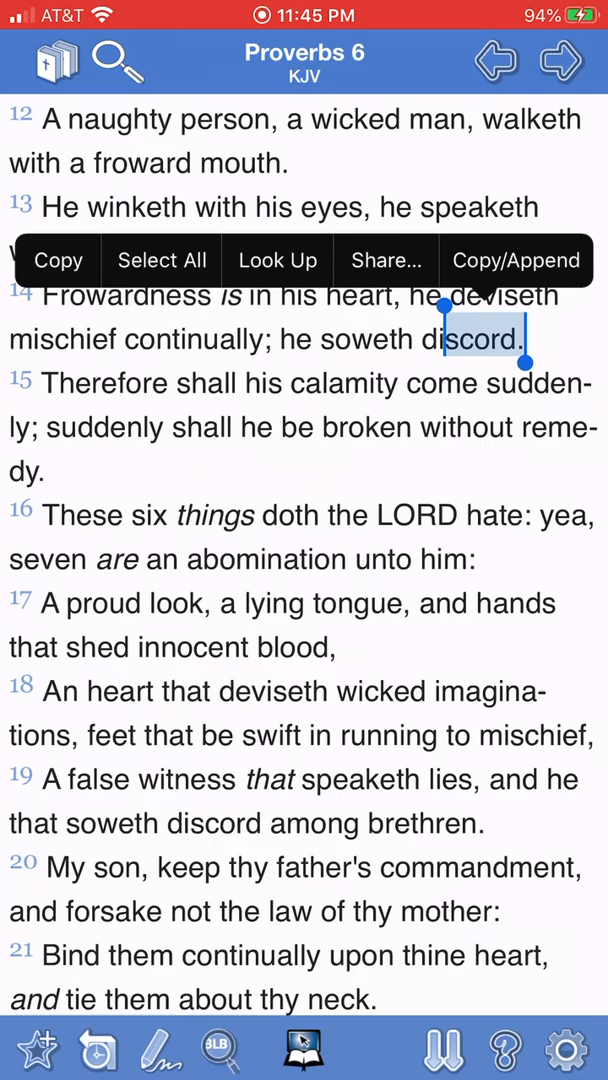 AT&T 11:45 PM 94%
Proverbs 6
KJV
12 A naughty person, a wicked man, walketh
with a froward mouth.
13 He winketh with his eyes, he speaketh
Copy Select All Look Up Share... Copy/Append
14 Frowardness is in his heart, he deviseth
mischief continually; he soweth discord.
15 Therefore shall his calamity come sudden-
ly; suddenly shall he be broken without reme-
dy.
16 These six things doth the LORD hate: yea,
seven are an abomination unto him:
17 A proud look, a lying tongue, and hands
that shed innocent blood,
18 An heart that deviseth wicked imagina-
tions, feet that be swift in running to mischief,
19 A false witness that speaketh lies, and he
that soweth discord among brethren.
20 My son, keep thy father's commandment,
and forsake not the law of thy mother:
21 Bind them continually upon thine heart,
and tie them about thy neck.
BLB